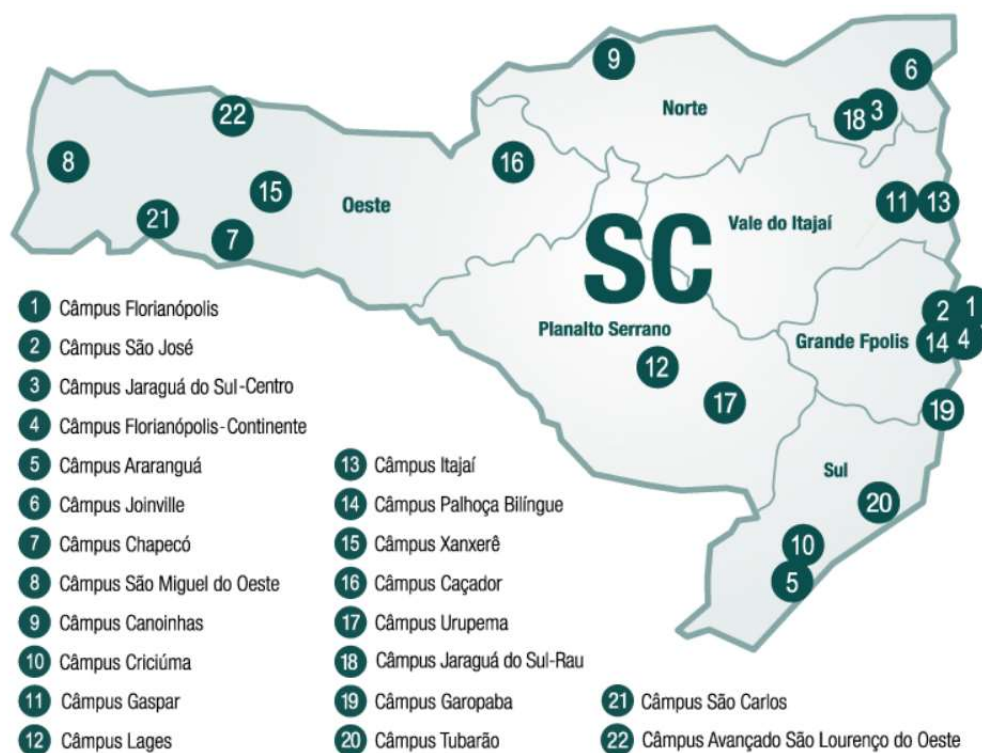 9
6
Norte
22
3
18
16
8
15
Oeste
11
13
21
Vale do Itajaí
7
SC
1
2
Planalto Serrano
Grande Fpolis
14
4
12
17
19
Sul
20
10
5
1 Câmpus Florianópolis
2 Câmpus São José
3 Câmpus Jaraguá do Sul-Centro
4 Câmpus Florianópolis-Continente
5 Câmpus Araranguá
6 Câmpus Joinville
7 Câmpus Chapecó
8 Câmpus São Miguel do Oeste
9 Câmpus Canoinhas
10 Câmpus Criciúma
11 Câmpus Gaspar
12 Câmpus Lages
13 Câmpus Itajaí
14 Câmpus Palhoça Bilíngue
15 Câmpus Xanxerê
16 Câmpus Caçador
17 Câmpus Urupema
18 Câmpus Jaraguá do Sul-Rau
19 Câmpus Garopaba
20 Câmpus Tubarão
21 Câmpus São Carlos
22 Câmpus Avançado São Lourenço do Oeste